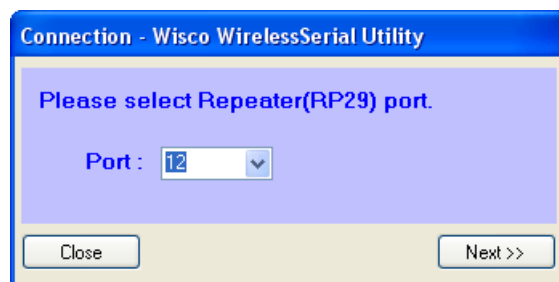 Connection - Wisco WirelessSerial Utility
Please select Repeater(RP29) port.
Port : 12
Close Next >>